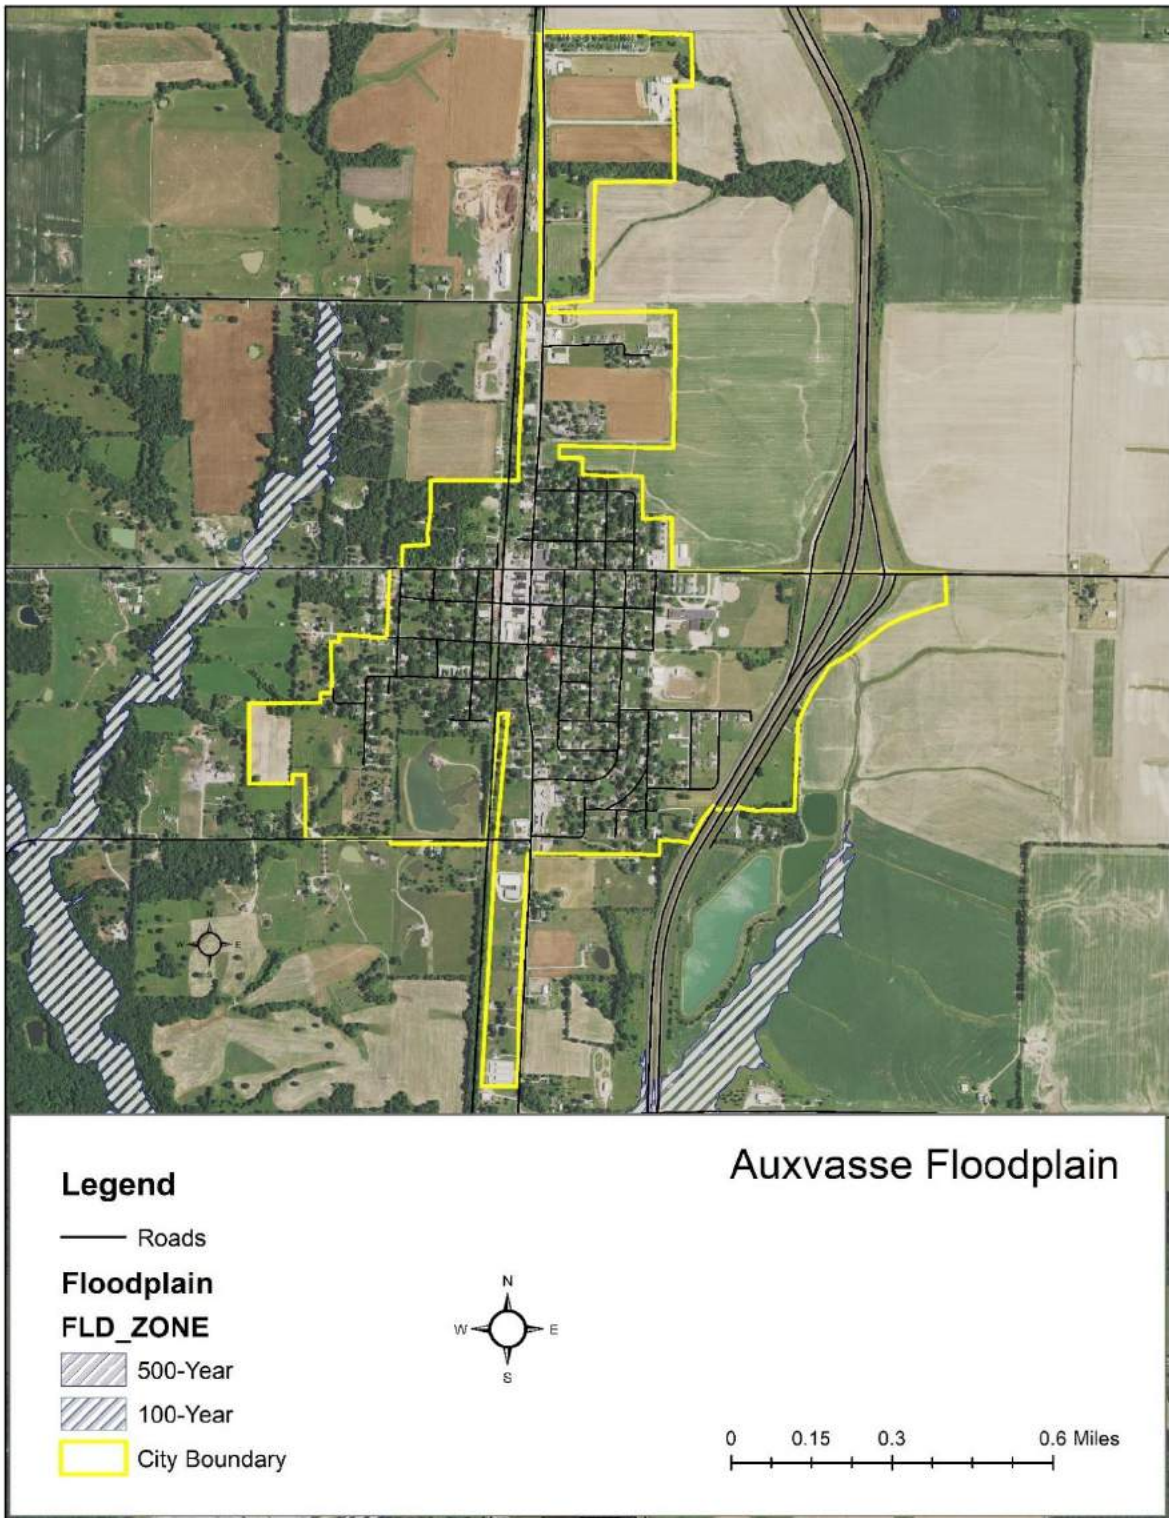 W E
Auxvasse Floodplain
Legend
Roads
Floodplain
FLD_ZONE
500-Year
100-Year
City Boundary
N
W E
S
0 0.15 0.3 0.6 Miles